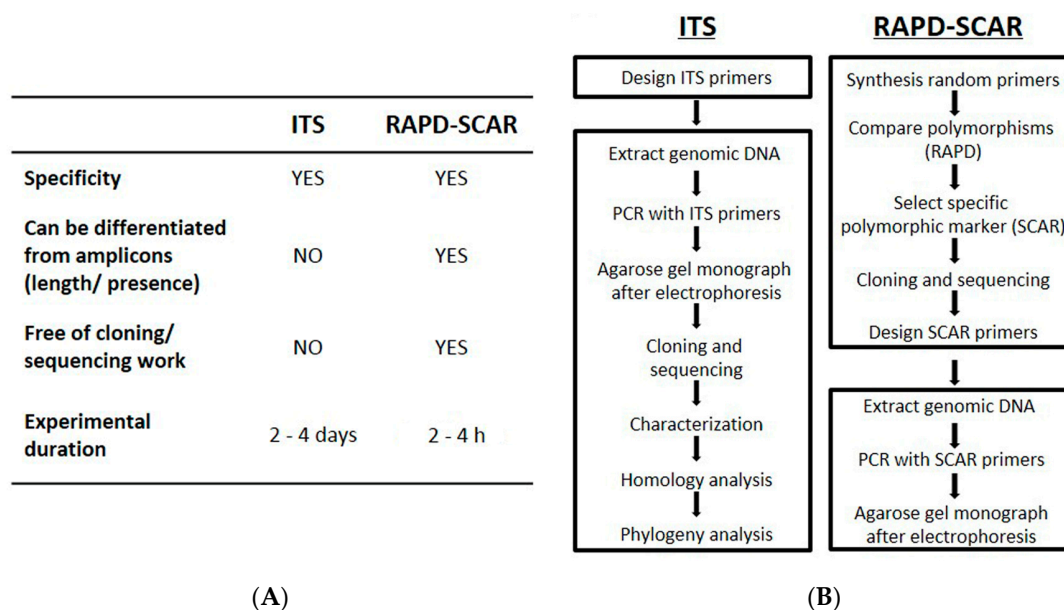 ITS RAPD-SCAR
Specificity YES YES
Can be differentiated
from amplicons NO YES
(length/ presence)
Free of cloning/
sequencing work NO YES
Experimental
duration 2 - 4 days 2 - 4 h
(A)
ITS
Design ITS primers
Extract genomic DNA
PCR with ITS primers
Agarose gel monograph
after electrophoresis
Cloning and
sequencing
Characterization
Homology analysis
Phylogeny analysis
RAPD-SCAR
Synthesis random primers
Compare polymorphisms
(RAPD)
Select specific
polymorphic marker (SCAR)
Cloning and sequencing
Design SCAR primers
Extract genomic DNA
PCR with SCAR primers
Agarose gel monograph
after electrophoresis
(B)